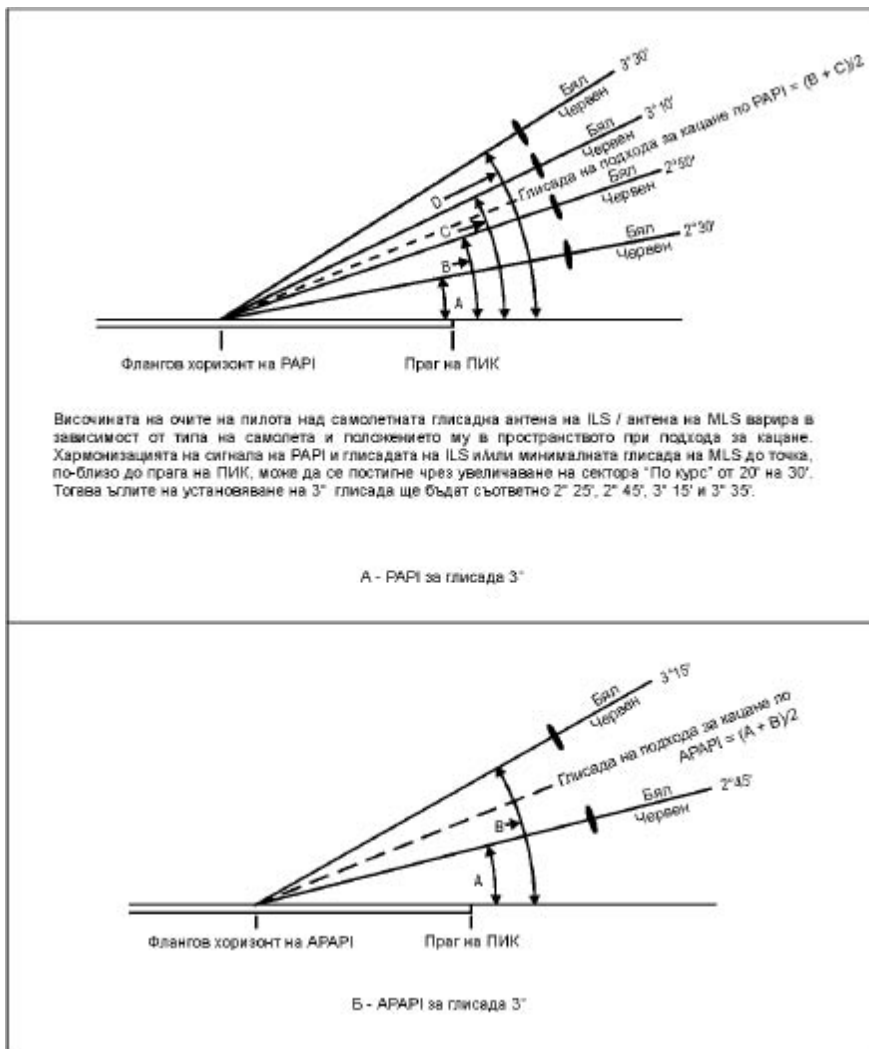 Бял
Червен
3°30'
Бял
Червен
3°10'
Глисада на подхода за кацане по PAPI = (B + C)/2
Бял
Червен
2°50'
Бял
Червен
2°30'
D
C
B
A
Флангов хоризонт на PAPI
Праг на ПИК
Височината на очите на пилота над самолетната глисадна антена на ILS / антена на MLS варира в
зависимост от типа на самолета и положението му в пространството при подхода за кацане.
Хармонизацията на сигнала на PAPI и глисадата на ILS и/или минималната глисада на MLS до точка,
по-близо до прага на ПИК, може да се постигне чрез увеличаване на сектора “По курс” от 20' на 30'.
Тогава ъглите на установяване на 3° глисада ще бъдат съответно 2° 25', 2° 45', 3° 15' и 3° 35'.
А - PAPI за глисада 3°
Бял
Червен
3°15'
Глисада на подхода за кацане по
APAPI = (A + B)/2
Бял
Червен
2°45'
B
A
Флангов хоризонт на APAPI
Праг на ПИК
Б - APAPI за глисада 3°